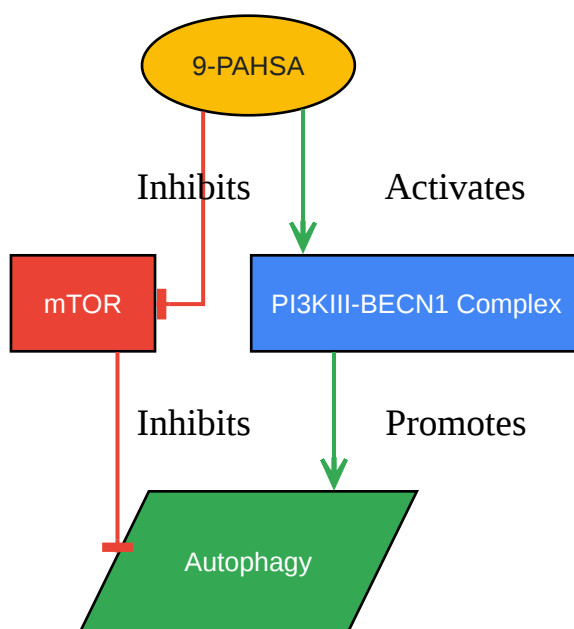 9-PAHSA
Inhibits
Activates
mTOR
PI3KIII-BECN1 Complex
Inhibits
Promotes
Autophagy